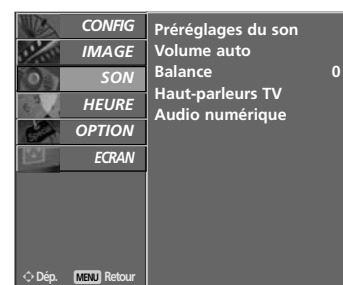 CONFIG
IMAGE
SON
HEURE
OPTION
ECRAN
Préréglages du son
Volume auto
Balance 0
Haut-parleurs TV
Audio numérique
Dép. MENU Retour